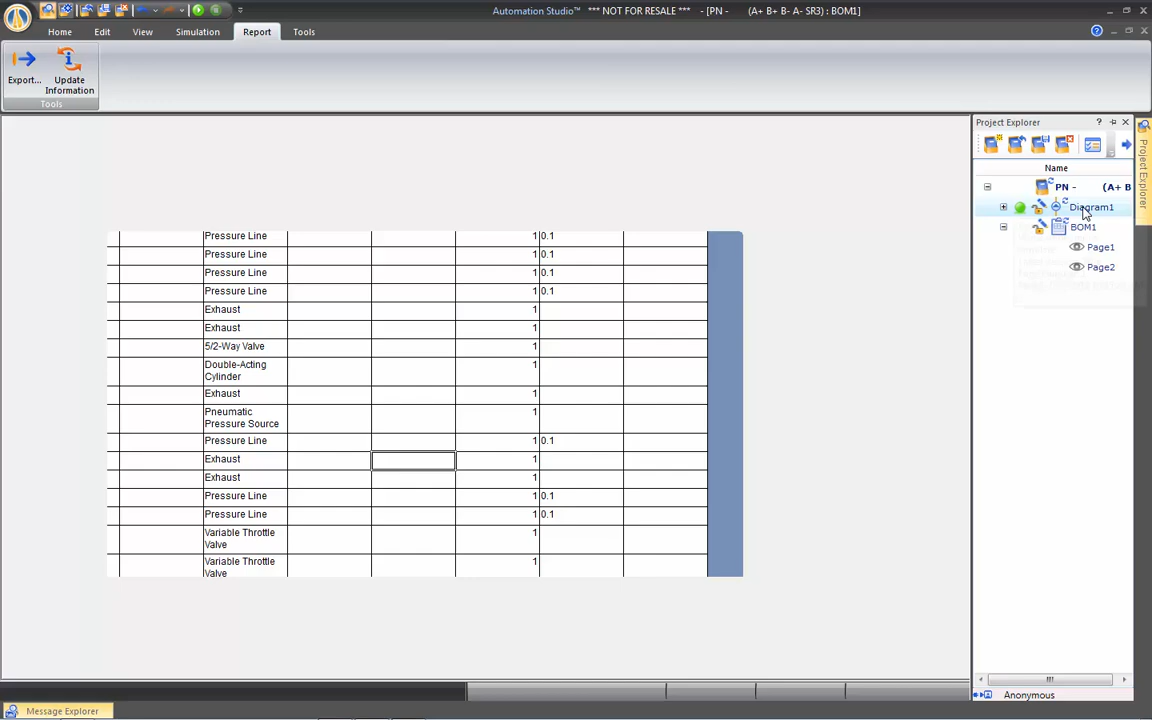 Automation Studio™ *** NOT FOR RESALE *** - [PN - (A+ B+ B- A- SR3) : BOM1]
Home Edit View Simulation Report Tools
Export... Update Information
Tools
Project Explorer
Name
PN - (A+ B
Diagram1
BOM1
Page1
Page2
Project Explorer
Pressure Line 1 0.1
Pressure Line 1 0.1
Pressure Line 1 0.1
Pressure Line 1 0.1
Exhaust 1
Exhaust 1
5/2-Way Valve 1
Double-Acting 1
Cylinder
Exhaust 1
Pneumatic 1
Pressure Source
Pressure Line 1 0.1
Exhaust 1
Exhaust 1
Pressure Line 1 0.1
Pressure Line 1 0.1
Variable Throttle 1
Valve
Variable Throttle 1
Valve
Anonymous
Message Explorer